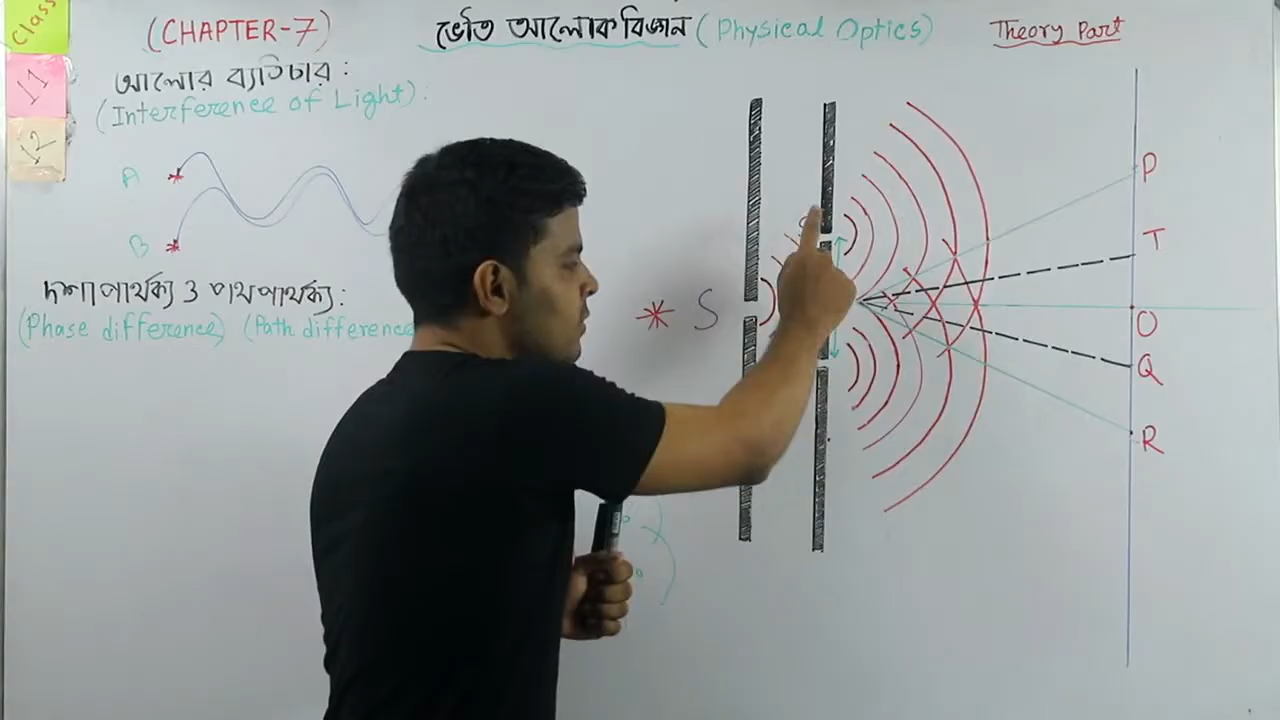 Class
11
12
(CHAPTER-7)
ভৌত আলোকবিজ্ঞান (Physical Optics)
Theory Part
আলোর ব্যতিচার :
(Interference of Light) :
A
B
দশা পার্থক্য ও পথপার্থক্য :
(Phase difference) (Path difference
S
S
P
T
O
Q
R